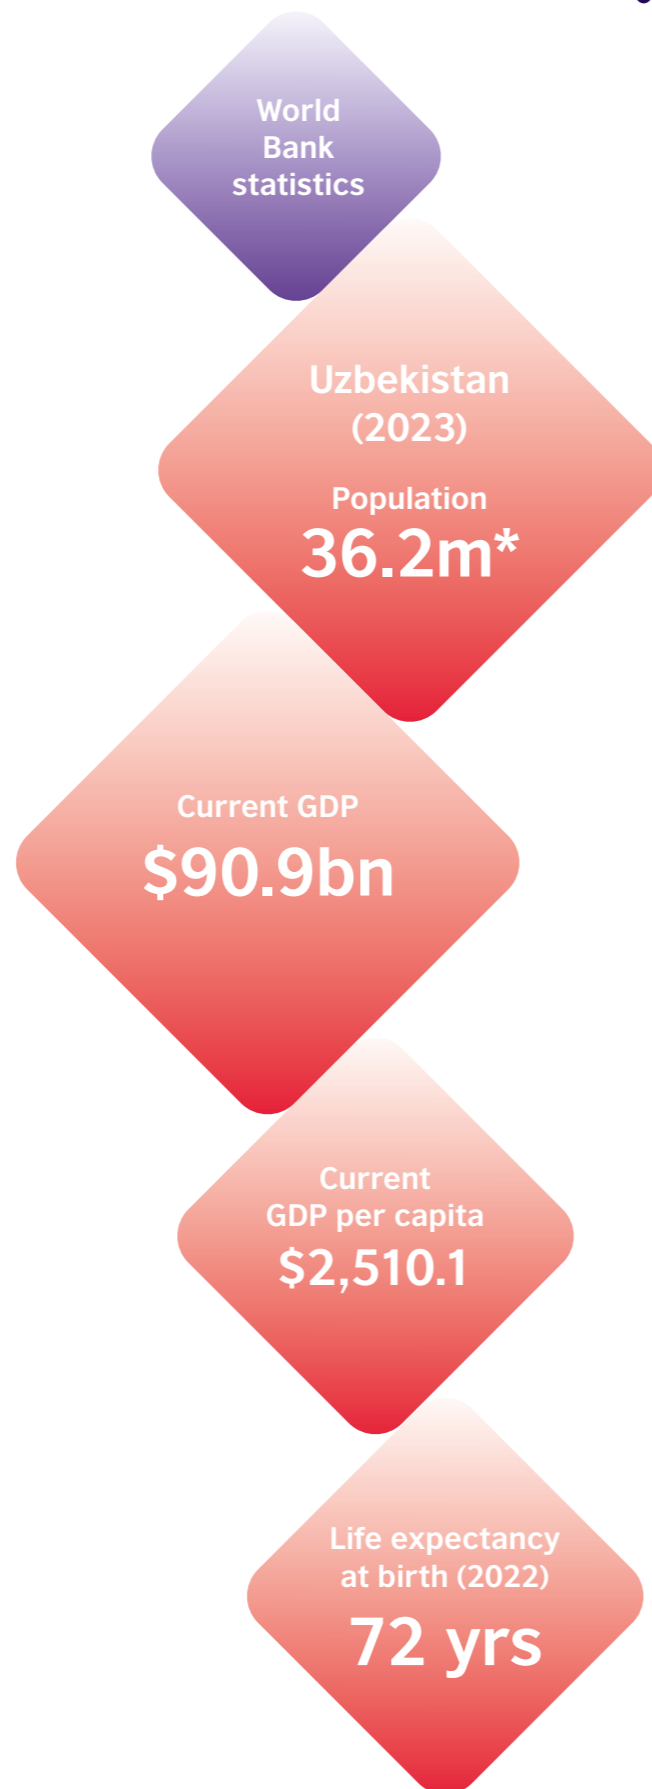 World
Bank
statistics
Uzbekistan
(2023)
Population
36.2m*
Current GDP
$90.9bn
Current
GDP per capita
$2,510.1
Life expectancy
at birth (2022)
72 yrs